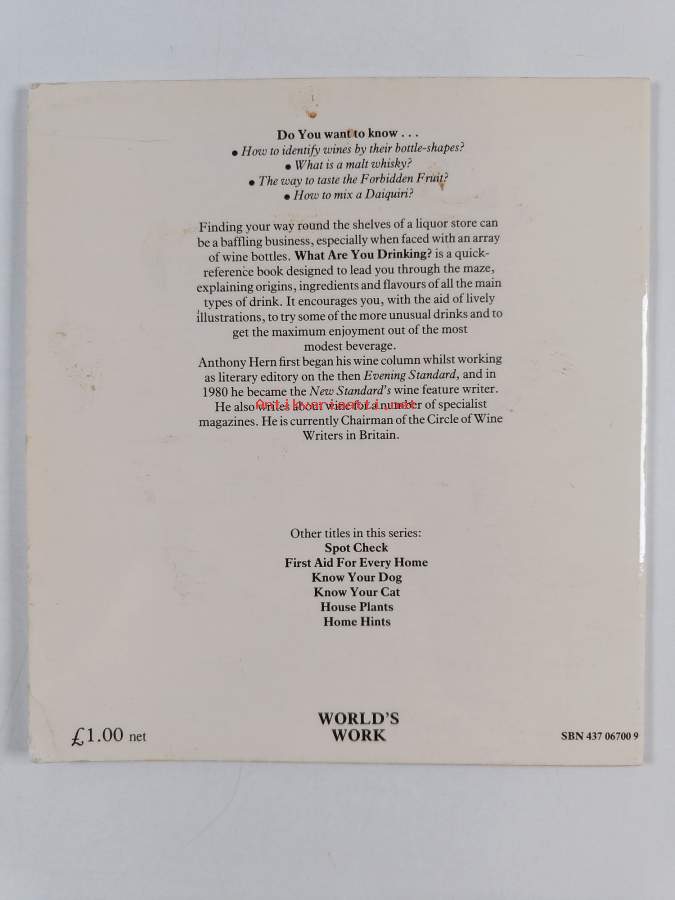 Do You want to know . . .
● How to identify wines by their bottle-shapes?
● What is a malt whisky?
● The way to taste the Forbidden Fruit?
● How to mix a Daiquiri?
Finding your way round the shelves of a liquor store can
be a baffling business, especially when faced with an array
of wine bottles. What Are You Drinking? is a quick-
reference book designed to lead you through the maze,
explaining origins, ingredients and flavours of all the main
types of drink. It encourages you, with the aid of lively
illustrations, to try some of the more unusual drinks and to
get the maximum enjoyment out of the most
modest beverage.
Anthony Hern first began his wine column whilst working
as literary editory on the then Evening Standard, and in
1980 he became the New Standard's wine feature writer.
He also writes about wine for a number of specialist
Antikvariaatti.net
magazines. He is currently Chairman of the Circle of Wine
Writers in Britain.
Other titles in this series:
Spot Check
First Aid For Every Home
Know Your Dog
Know Your Cat
House Plants
Home Hints
WORLD'S
WORK
£1.00 net
SBN 437 06700 9